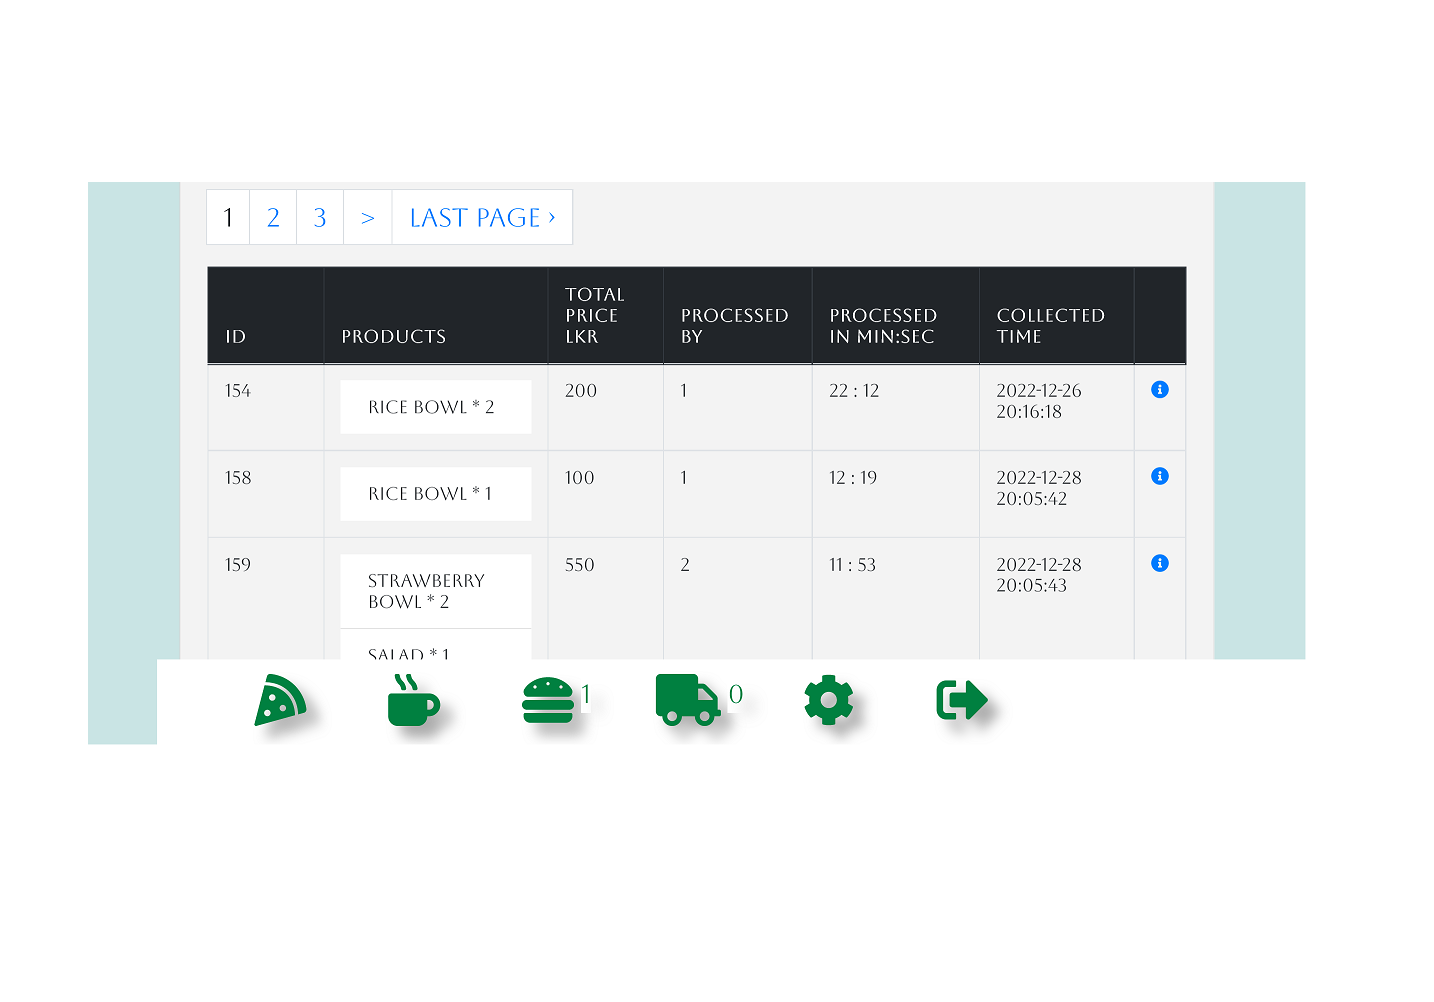 1 2 3 > LAST PAGE ›
ID PRODUCTS TOTAL PRICE LKR PROCESSED BY PROCESSED IN MIN:SEC COLLECTED TIME
154 RICE BOWL * 2 200 1 22 : 12 2022-12-26
20:16:18
158 RICE BOWL * 1 100 1 12 : 19 2022-12-28
20:05:42
159 STRAWBERRY 550 2 11 : 53 2022-12-28
BOWL * 2 20:05:43
SALAD * 1
1 0